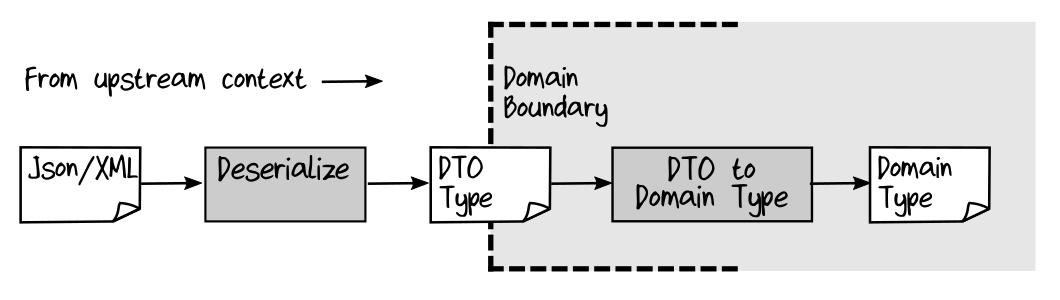 From upstream context
Domain
Boundary
Json/XML
Deserialize
DTO
Type
DTO to
Domain Type
Domain
Type